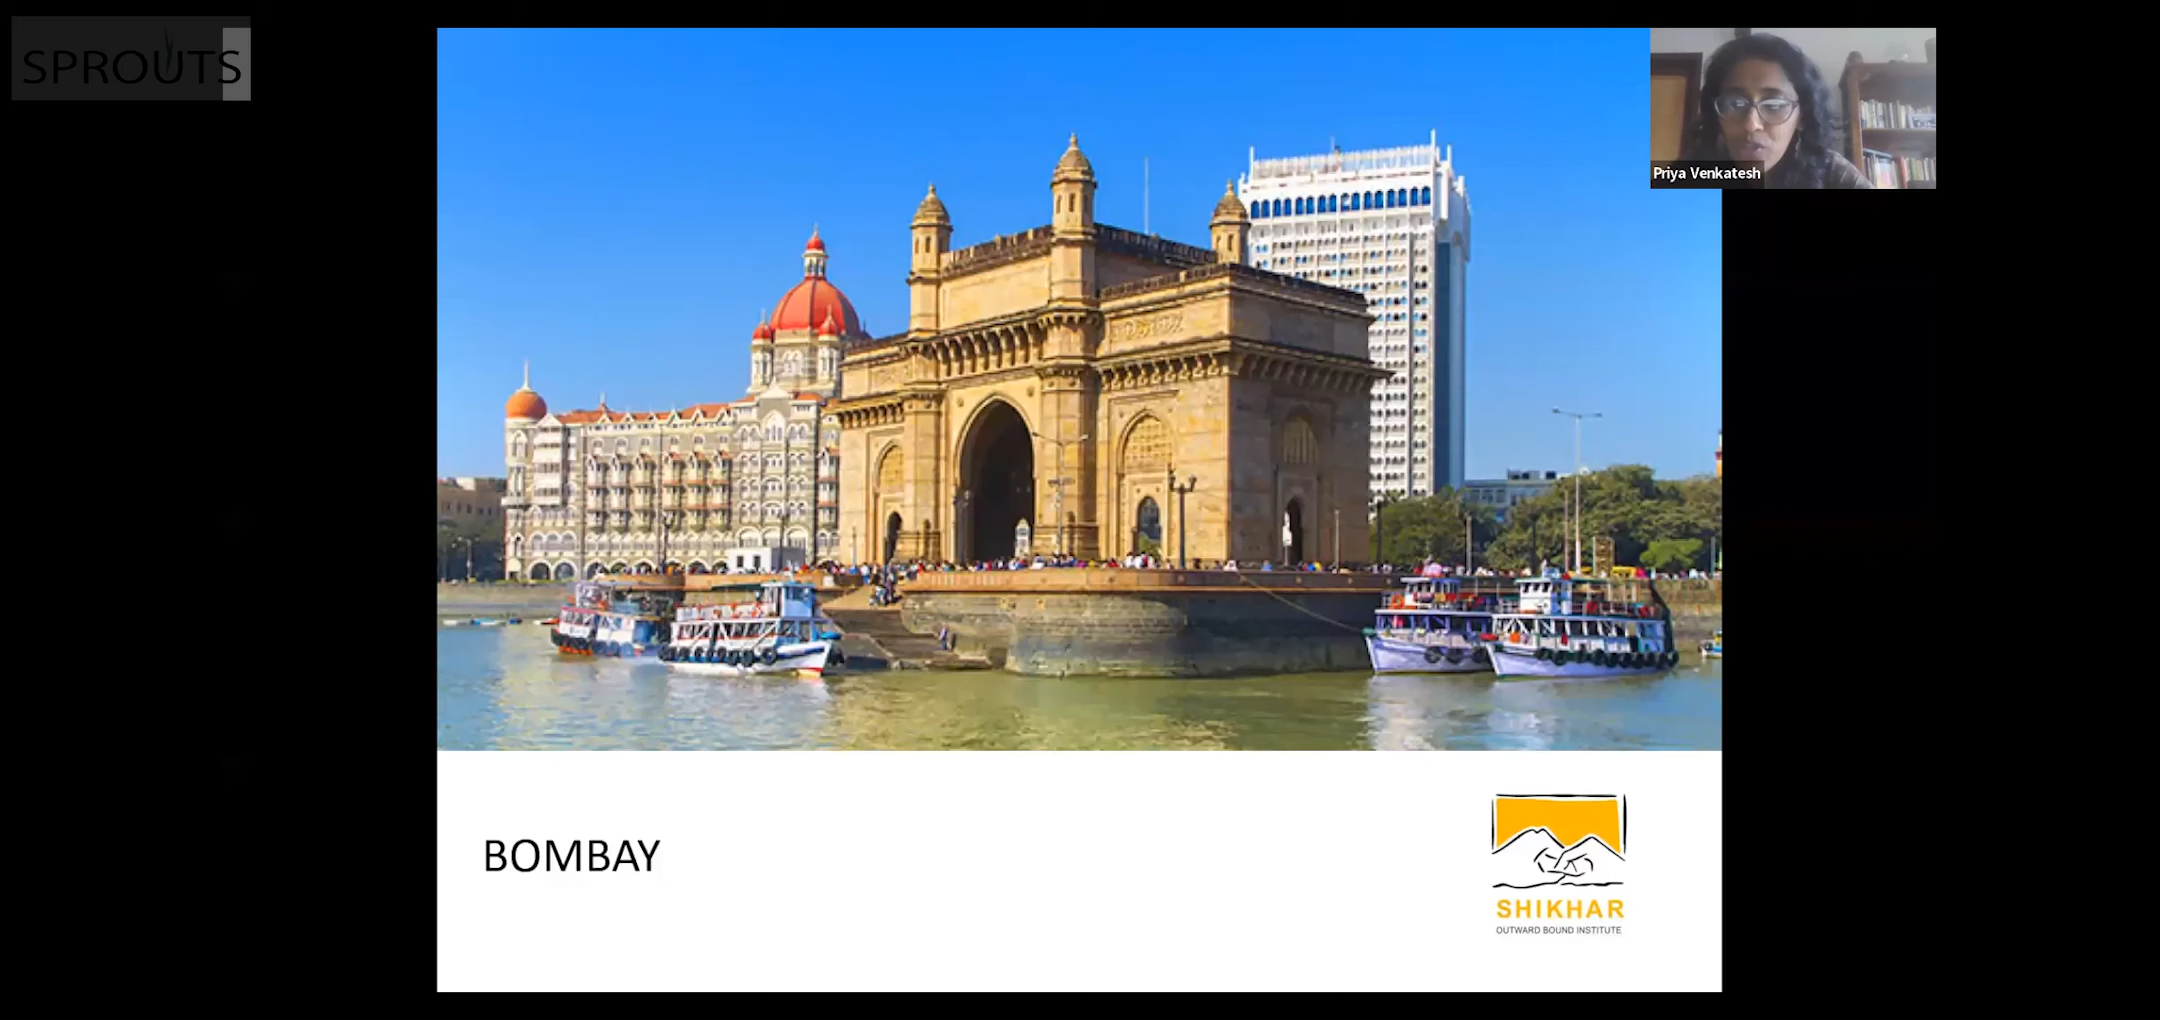 SPROUTS
Priya Venkatesh
BOMBAY
SHIKHAR
OUTWARD BOUND INSTITUTE